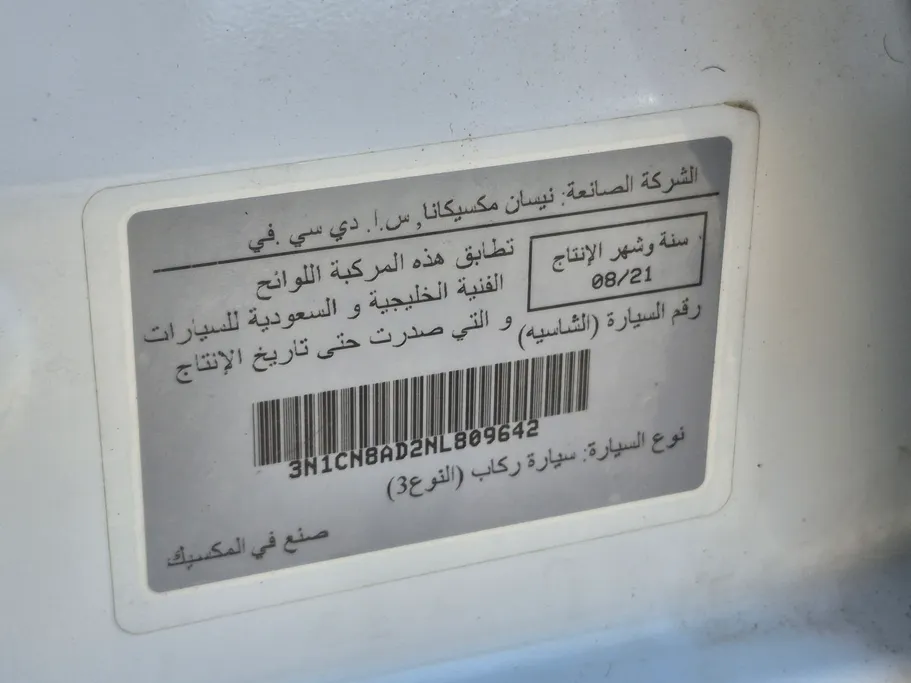 الشركة الصانعة: نيسان مكسيكانا, س.ا. دي سي .في
سنة وشهر الإنتاج
08/21
تطابق هذه المركبة اللوائح
الفنية الخليجية و السعودية للسيارات
و التي صدرت حتى تاريخ الإنتاج
رقم السيارة (الشاسيه)
3N1CN8AD2NL809642
نوع السيارة: سيارة ركاب (النوع3)
صنع في المكسيك